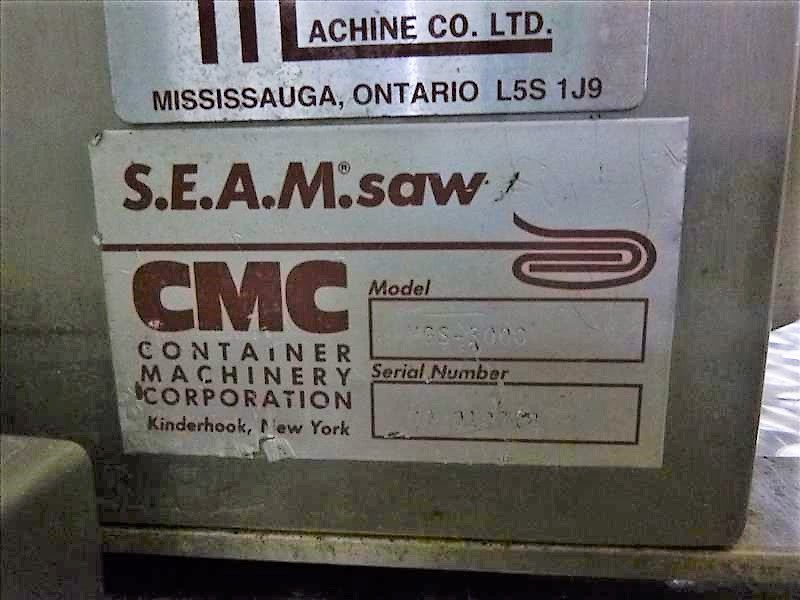 ACHINE CO. LTD.
MISSISSAUGA, ONTARIO L5S 1J9
S.E.A.M.®saw
CMC
CONTAINER
MACHINERY
CORPORATION
Kinderhook, New York
Model
Serial Number